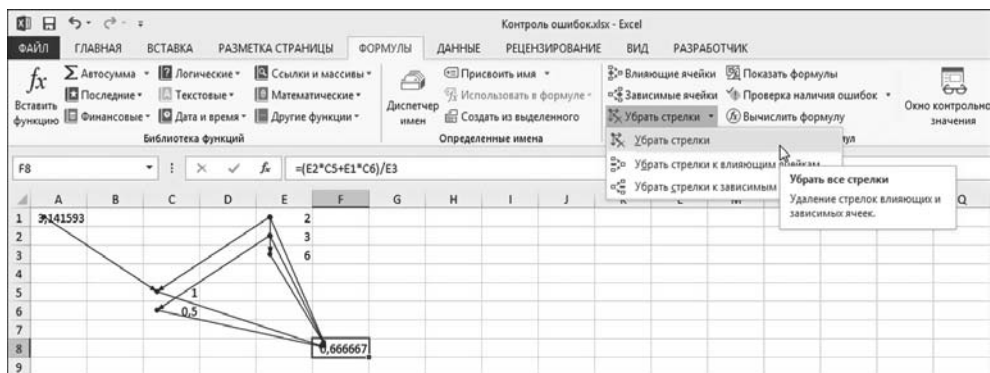 Контроль ошибок.xlsx - Excel
ФАЙЛ ГЛАВНАЯ ВСТАВКА РАЗМЕТКА СТРАНИЦЫ ФОРМУЛЫ ДАННЫЕ РЕЦЕНЗИРОВАНИЕ ВИД РАЗРАБОТЧИК
fx Вставить функцию
Σ Автосумма Логические Ссылки и массивы
Последние Текстовые Математические
Финансовые Дата и время Другие функции
Библиотека функций
Диспетчер имен
Присвоить имя
Использовать в формуле
Создать из выделенного
Определенные имена
Влияющие ячейки Показать формулы
Зависимые ячейки Проверка наличия ошибок
Убрать стрелки Вычислить формулу
Окно контрольно
значения
Убрать стрелки
Убрать стрелки к влияющим
Убрать стрелки к зависимым
Убрать все стрелки
Удаление стрелок влияющих и
зависимых ячеек.
F8 fx =(E2*C5+E1*C6)/E3
A B C D E F G H I J K L M Q
1 3,141593 2
2 3
3 6
4
5 1
6 0,5
7
8 0,666667
9